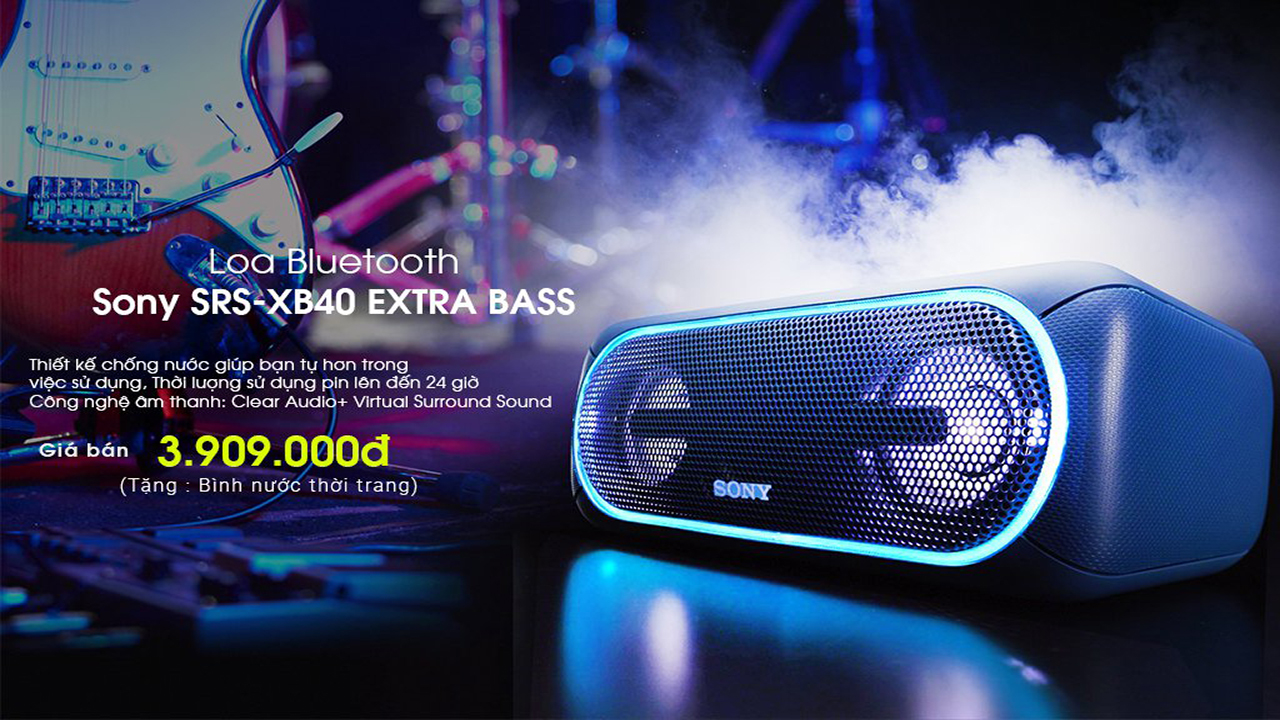 Loa Bluetooth
Sony SRS-XB40 EXTRA BASS
Thiết kế chống nước giúp bạn tự hơn trong
việc sử dụng, Thời lượng sử dụng pin lên đến 24 giờ
Công nghệ âm thanh: Clear Audio+ Virtual Surround Sound
Giá bán 3.909.000đ
(Tặng : Bình nước thời trang)
SONY